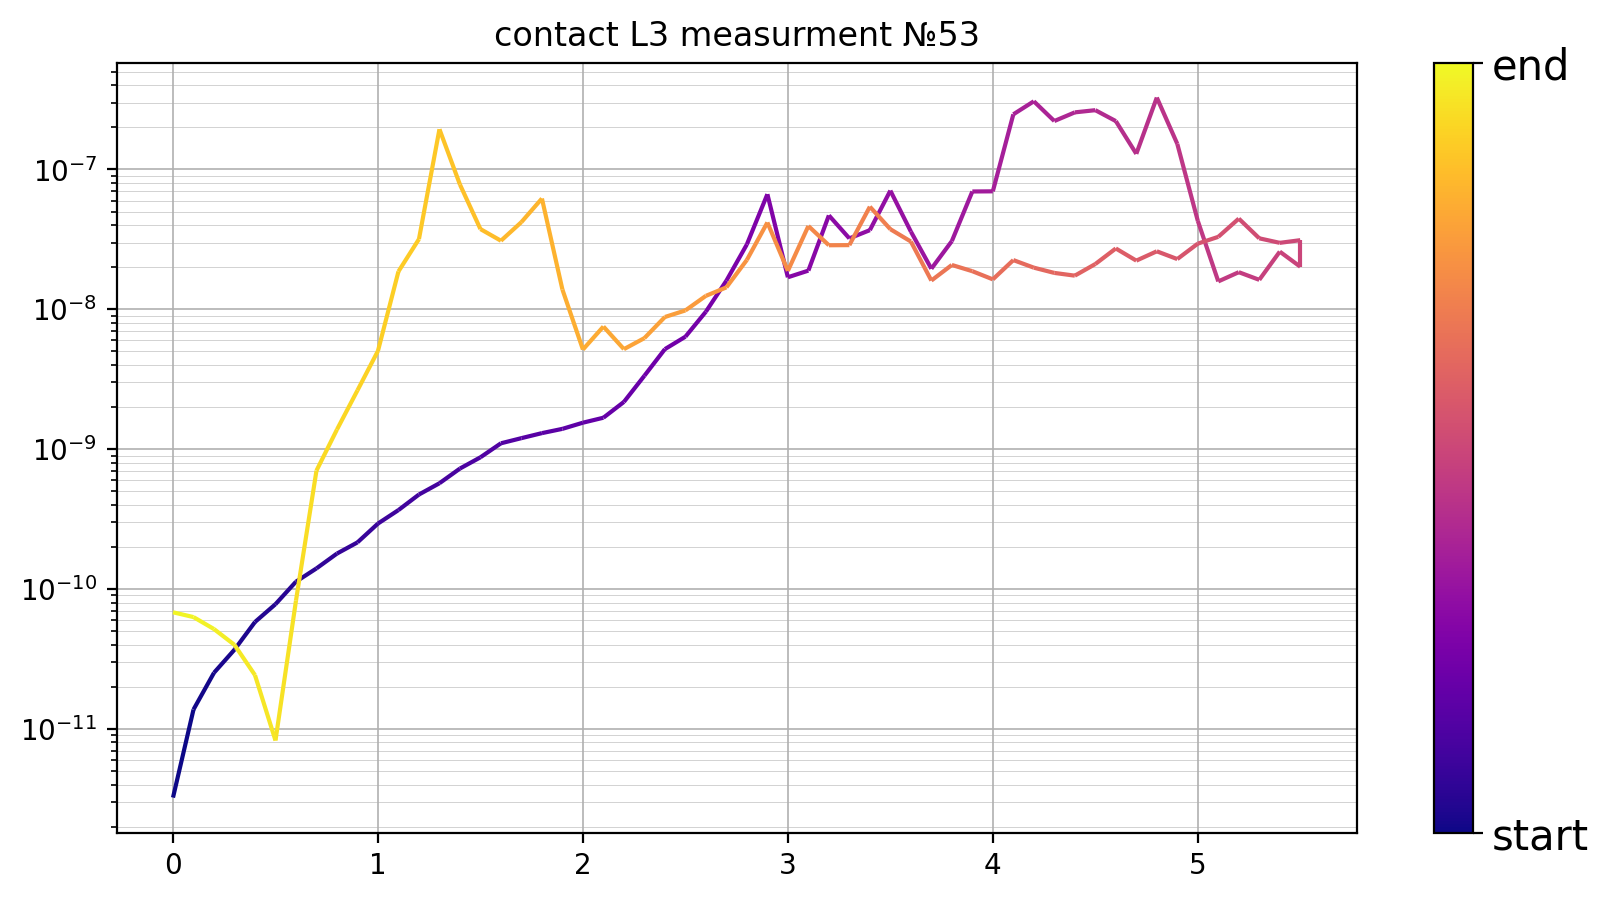 contact L3 measurment №53
10⁻⁷
10⁻⁸
10⁻⁹
10⁻¹⁰
10⁻¹¹
0 1 2 3 4 5
end
start